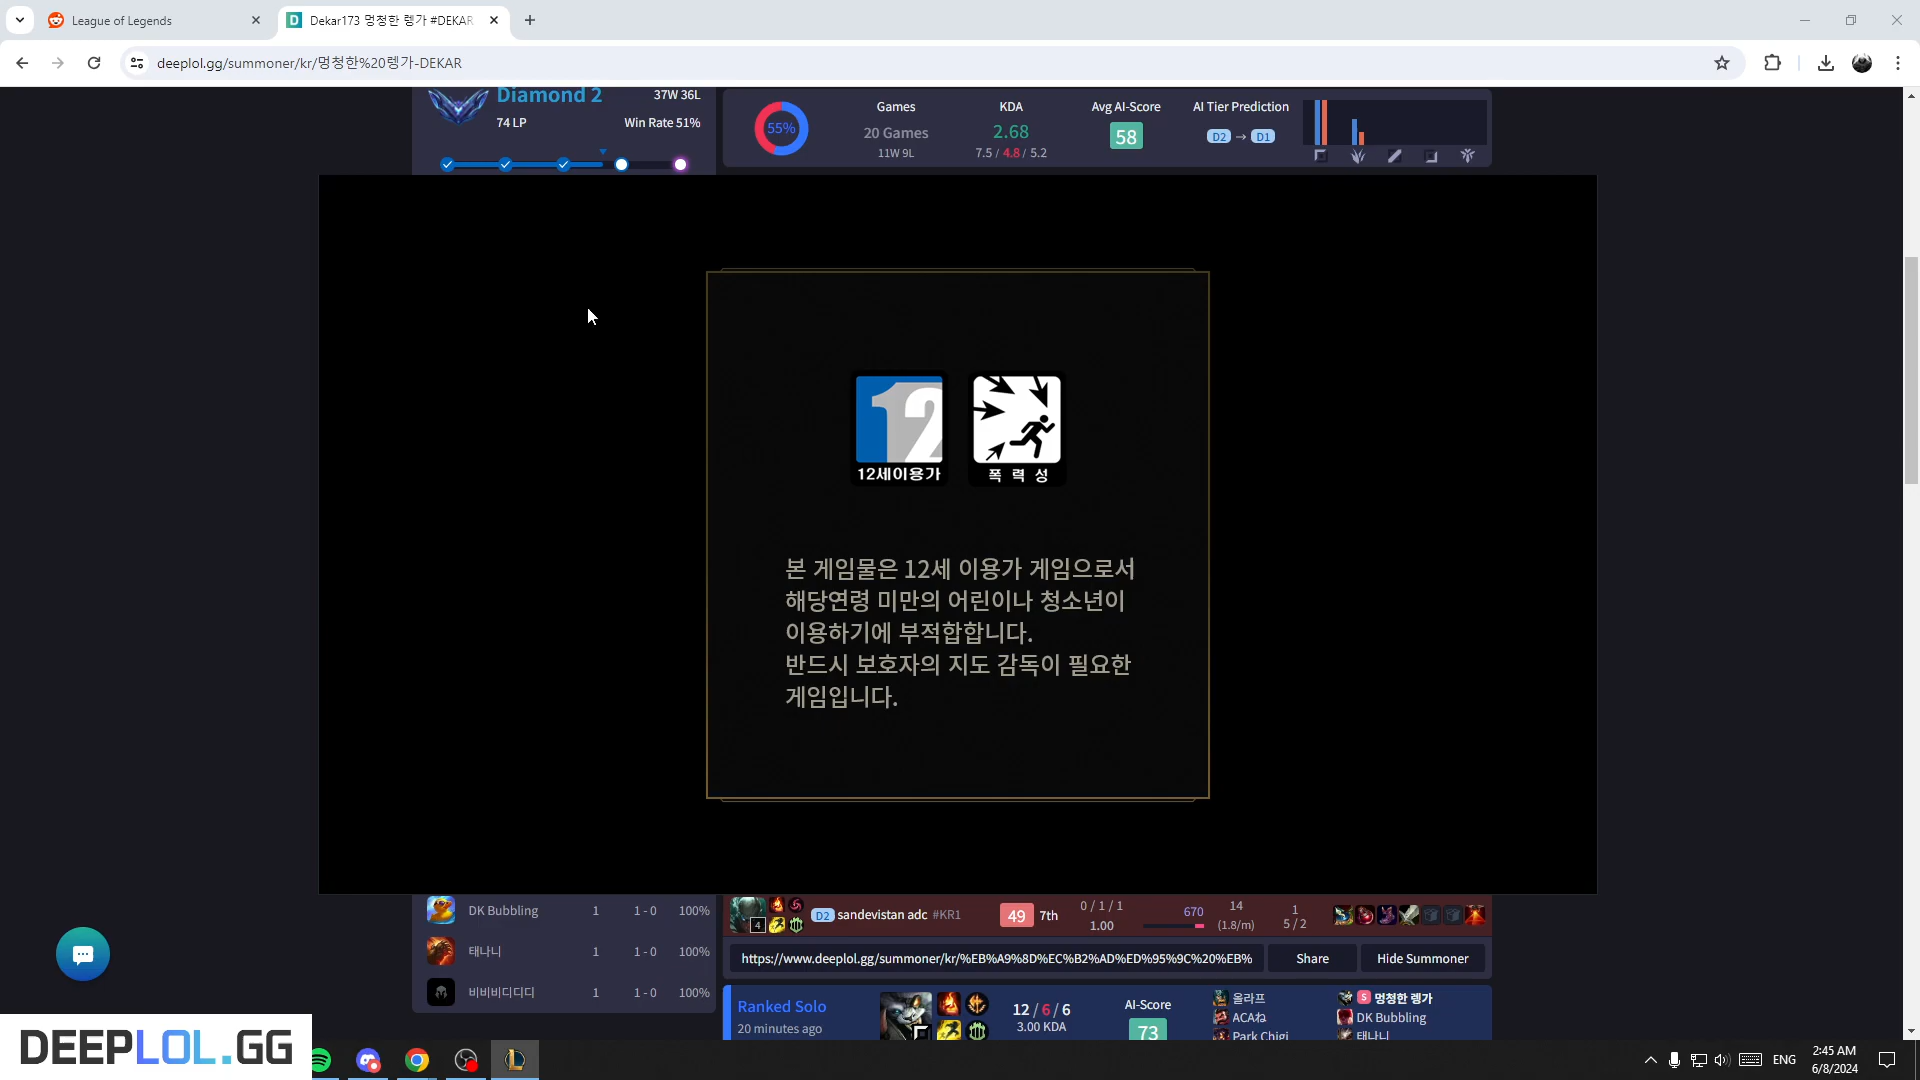 League of Legends
Dekar173 멍청한 렝가 #DEKAR
deeplol.gg/summoner/kr/멍청한%20렝가-DEKAR
Diamond 2
37W 36L
74 LP
Win Rate 51%
55%
Games
20 Games
11W 9L
KDA
2.68
7.5 / 4.8 / 5.2
Avg AI-Score
58
AI Tier Prediction
D2 → D1
12세이용가
폭력성
본 게임물은 12세 이용가 게임으로서
해당연령 미만의 어린이나 청소년이
이용하기에 부적합합니다.
반드시 보호자의 지도 감독이 필요한
게임입니다.
DK Bubbling 1 1 - 0 100%
태나니 1 1 - 0 100%
비비비디디디 1 1 - 0 100%
4
D2 sandevistan adc #KR1
49 7th
0 / 1 / 1
1.00
670
14
(1.8/m)
1
5 / 2
https://www.deeplol.gg/summoner/kr/%EB%A9%8D%EC%B2%AD%ED%95%9C%20%EB%
Share
Hide Summoner
Ranked Solo
20 minutes ago
12 / 6 / 6
3.00 KDA
AI-Score
73
올라프
ACAね
Park Chigi
S 멍청한 렝가
DK Bubbling
태나니
DEEPLOL.GG
ENG
2:45 AM
6/8/2024